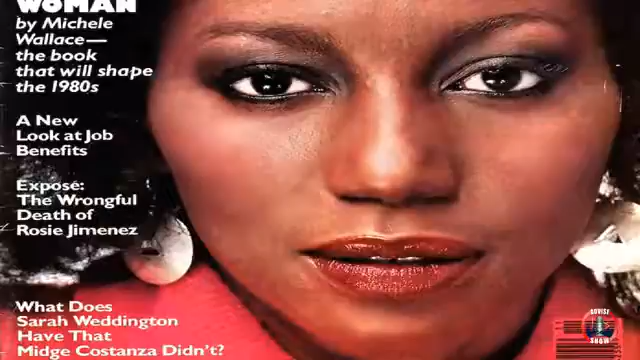 WOMAN
by Michele
Wallace—
the book
that will shape
the 1980s
A New
Look at Job
Benefits
Exposé:
The Wrongful
Death of
Rosie Jimenez
What Does
Sarah Weddington
Have That
Midge Costanza Didn't?
SHOW